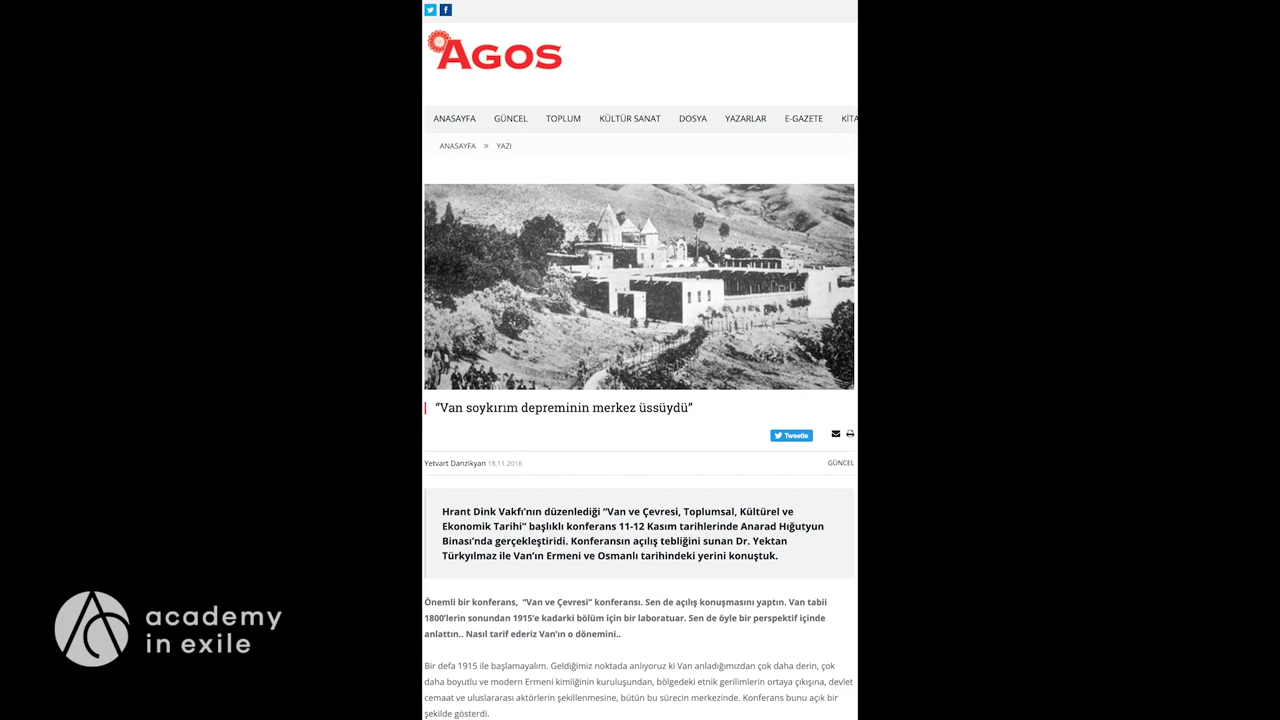 AGOS
ANASAYFA GÜNCEL TOPLUM KÜLTÜR SANAT DOSYA YAZARLAR E-GAZETE KİTA
ANASAYFA » YAZI
“Van soykırım depreminin merkez üssüydü”
Tweetle
Yetvart Danzikyan 18.11.2016 GÜNCEL
Hrant Dink Vakfı’nın düzenlediği “Van ve Çevresi, Toplumsal, Kültürel ve
Ekonomik Tarihi” başlıklı konferans 11-12 Kasım tarihlerinde Anarad Hığutyun
Binası’nda gerçekleştiridi. Konferansın açılış tebliğini sunan Dr. Yektan
Türkyılmaz ile Van’ın Ermeni ve Osmanlı tarihindeki yerini konuştuk.
Önemli bir konferans, “Van ve Çevresi” konferansı. Sen de açılış konuşmasını yaptın. Van tabii
1800’lerin sonundan 1915’e kadarki bölüm için bir laboratuar. Sen de öyle bir perspektif içinde
anlattın.. Nasıl tarif ederiz Van’ın o dönemini..
Bir defa 1915 ile başlamayalım. Geldiğimiz noktada anlıyoruz ki Van anladığımızdan çok daha derin, çok
daha boyutlu ve modern Ermeni kimliğinin kuruluşundan, bölgedeki etnik gerilimlerin ortaya çıkışına, devlet
cemaat ve uluslararası aktörlerin şekillenmesine, bütün bu sürecin merkezinde. Konferans bunu açık bir
şekilde gösterdi.
academy
in exile